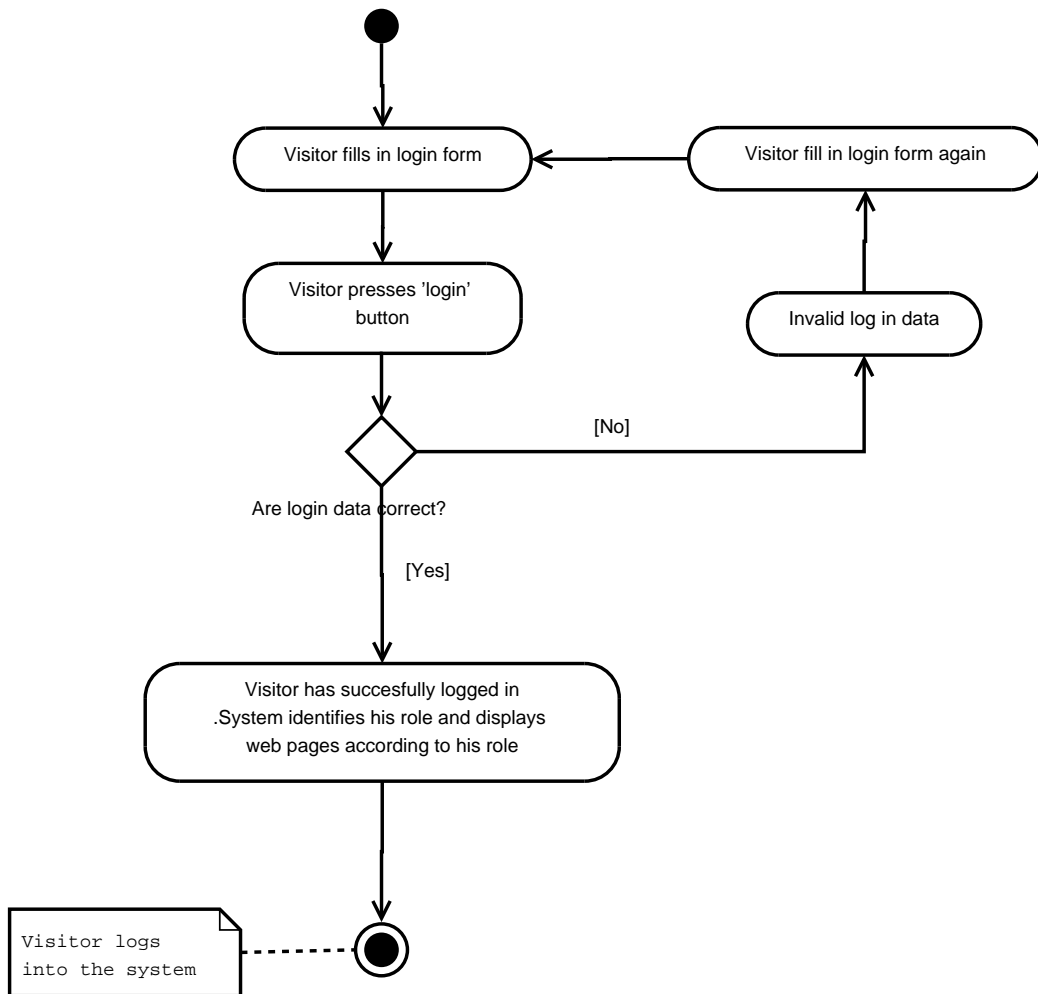 Visitor fills in login form
Visitor fill in login form again
Visitor presses ’login’
button
Invalid log in data
[No]
Are login data correct?
[Yes]
Visitor has succesfully logged in
.System identifies his role and displays
web pages according to his role
Visitor logs
into the system